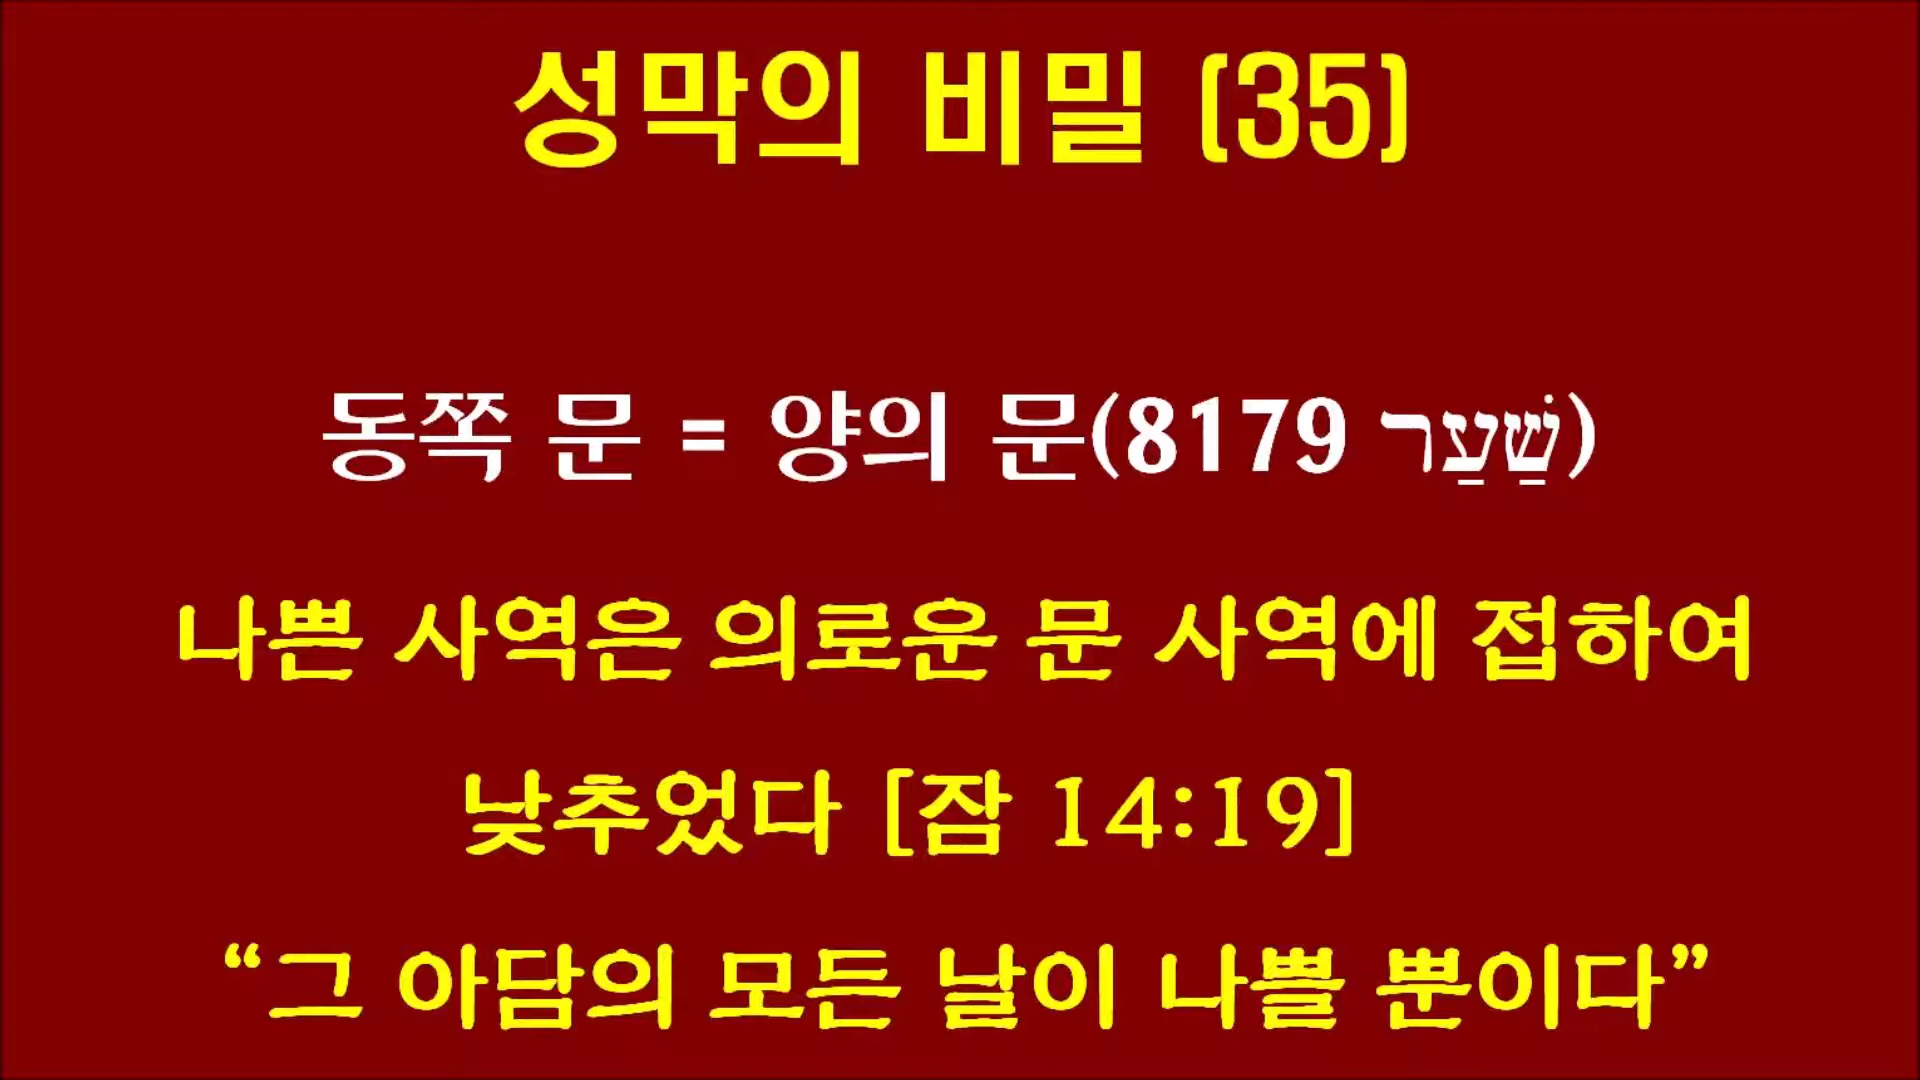 성막의 비밀 (35)
동쪽 문 = 양의 문(8179 שַׁעַר)
나쁜 사역은 의로운 문 사역에 접하여
낮추었다 [잠 14:19]
“그 아담의 모든 날이 나쁠 뿐이다”